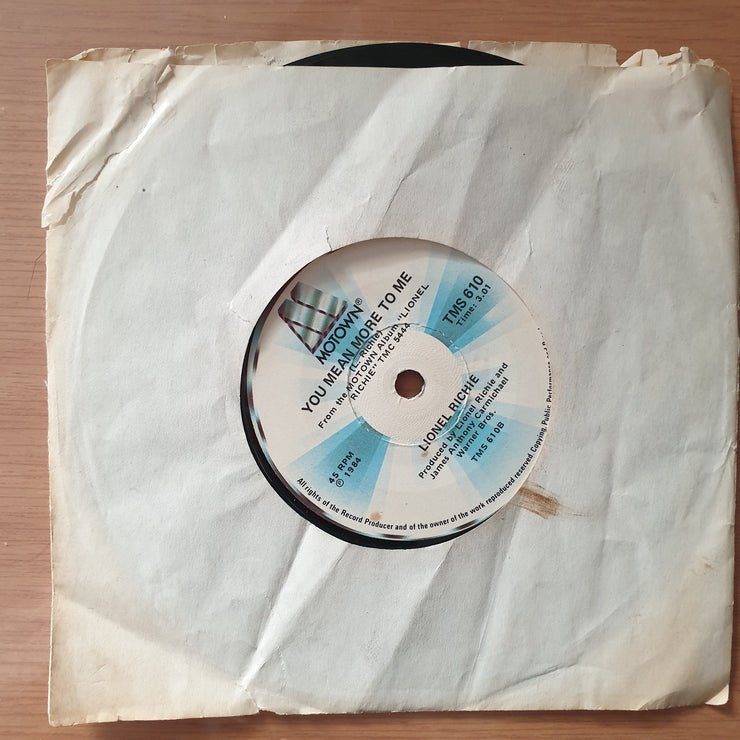 MOTOWN®
YOU MEAN MORE TO ME
(L. Richie)
From the MOTOWN Album "LIONEL
RICHIE" TMC 5444
TMS 610
Time: 3.01
LIONEL RICHIE
Produced by Lionel Richie and
James Anthony Carmichael
Warner Bros.
TMS 610B
45 RPM
℗ 1984
All rights of the Record Producer and of the owner of the work reproduced reserved. Copying, Public Performance and